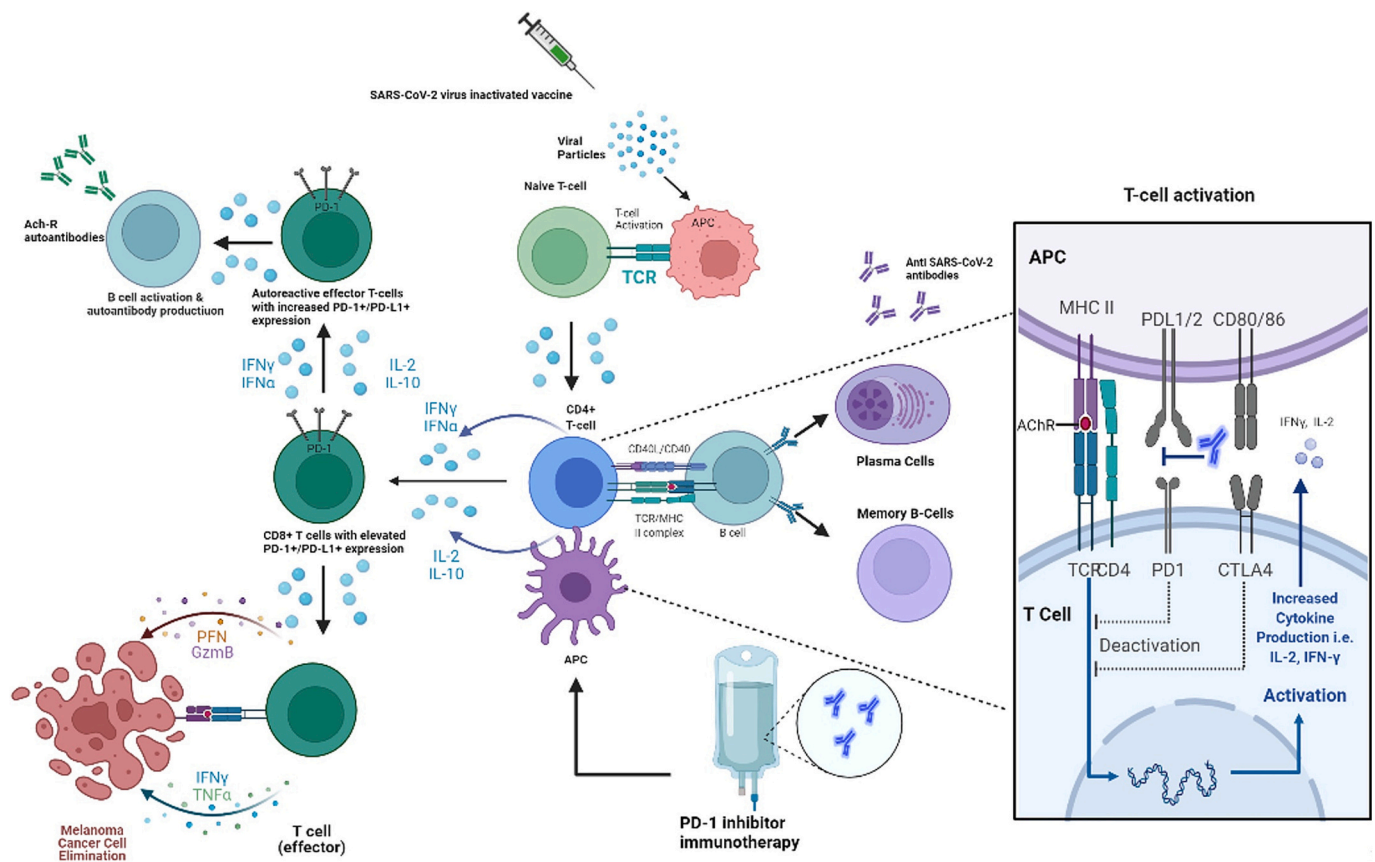 SARS-CoV-2 virus inactivated vaccine
Viral
Particles
Naive T-cell
T-cell
Activation
APC
TCR
PD-1
Ach-R
autoantibodies
B cell activation &
autoantibody productiuon
Autoreactive effector T-cells
with increased PD-1+/PD-L1+
expression
Anti SARS-CoV-2
antibodies
IFNγ
IFNα
IL-2
IL-10
CD4+
T-cell
IFNγ
IFNα
PD-1
CD40L/CD40
TCR/MHC
II complex
B cell
Plasma Cells
Memory B-Cells
CD8+ T cells with elevated
PD-1+/PD-L1+ expression
IL-2
IL-10
APC
PFN
GzmB
IFNγ
TNFα
Melanoma
Cancer Cell
Elimination
T cell
(effector)
PD-1 inhibitor
immunotherapy
T-cell activation
APC
MHC II
PDL1/2
CD80/86
AChR
IFNγ, IL-2
TCR
CD4
PD1
CTLA4
T Cell
Deactivation
Increased
Cytokine
Production i.e.
IL-2, IFN-γ
Activation